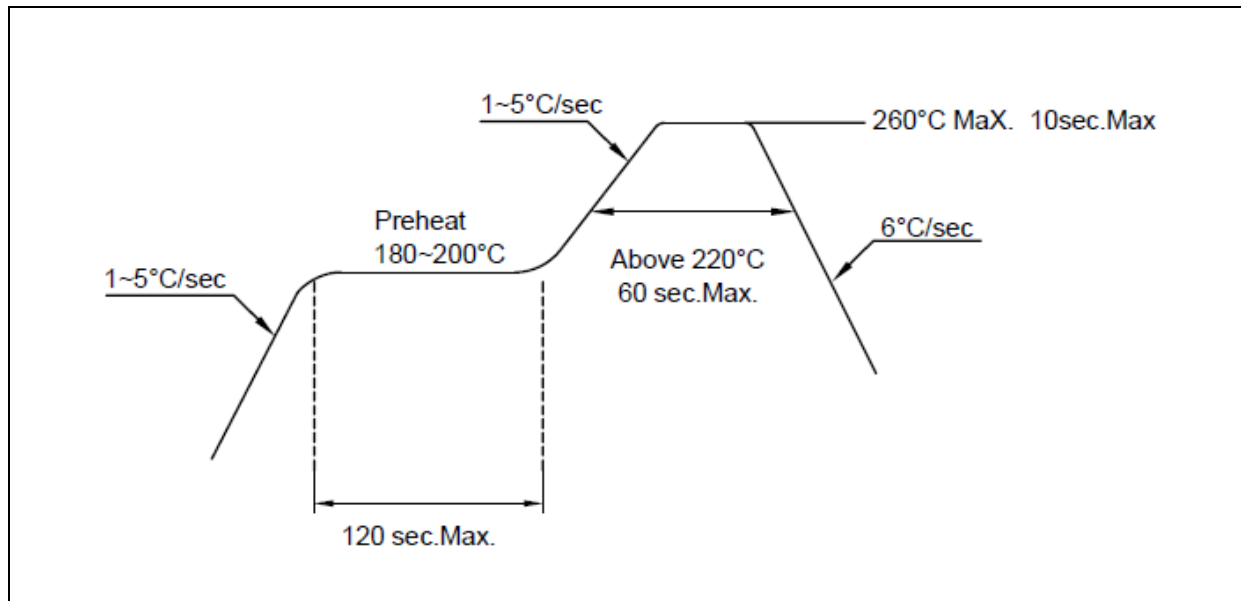 1~5°C/sec
260°C MaX. 10sec.Max
Preheat
180~200°C
6°C/sec
Above 220°C
60 sec.Max.
1~5°C/sec
120 sec.Max.